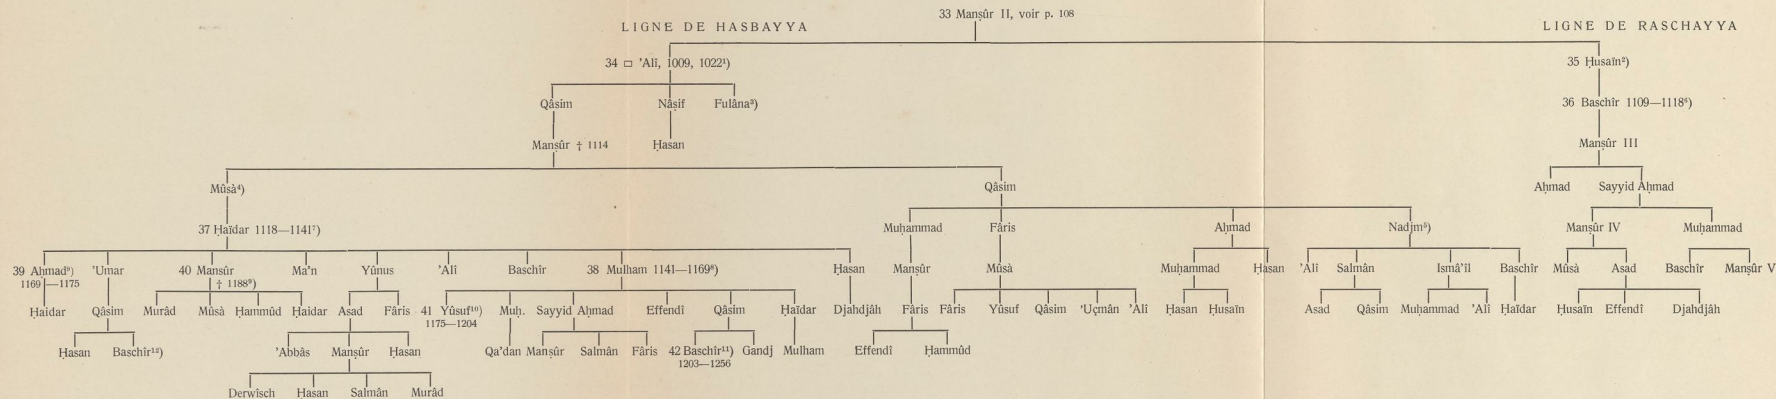 33 Manṣûr II, voir p. 108
LIGNE DE HASBAYYA
LIGNE DE RASCHAYYA
34 □ 'Alî, 1009, 1022¹)
35 Ḥusaïn²)
Qâsim Nâṣif Fulâna³)
36 Baschîr 1109—1118⁶)
Manṣûr † 1114 Ḥasan
Manṣûr III
Mûsà⁴) Qâsim
Aḥmad Sayyid Aḥmad
37 Ḥaïdar 1118—1141⁷)
Muḥammad Fâris Aḥmad Nadjm⁵) Manṣûr IV Muḥammad
39 Aḥmad⁹) 'Umar 40 Manṣûr Ma'n Yûnus 'Alî Baschîr 38 Mulham 1141—1169⁸) Ḥasan Manṣûr Mûsà Muḥammad Ḥasan 'Alî Salmân Ismâ'îl Baschîr Mûsà Asad Baschîr Manṣûr V
1169 —1175 † 1188⁹)
Ḥaïdar Qâsim Murâd Mûsà Ḥammûd Ḥaïdar Asad Fâris 41 Yûsuf¹⁰) Muḥ. Sayyid Aḥmad Effendî Qâsim Ḥaïdar Djahdjâh Fâris Fâris Yûsuf Qâsim 'Uçmân 'Alî Ḥasan Ḥusaïn Asad Qâsim Muḥammad 'Alî Ḥaïdar Ḥusaïn Effendî Djahdjâh
1175—1204
Ḥasan Baschîr¹²) 'Abbâs Manṣûr Ḥasan Qa'dan Manṣûr Salmân Fâris 42 Baschîr¹¹) Gandj Mulham Effendî Ḥammûd
1203—1256
Derwîsch Ḥasan Salmân Murâd